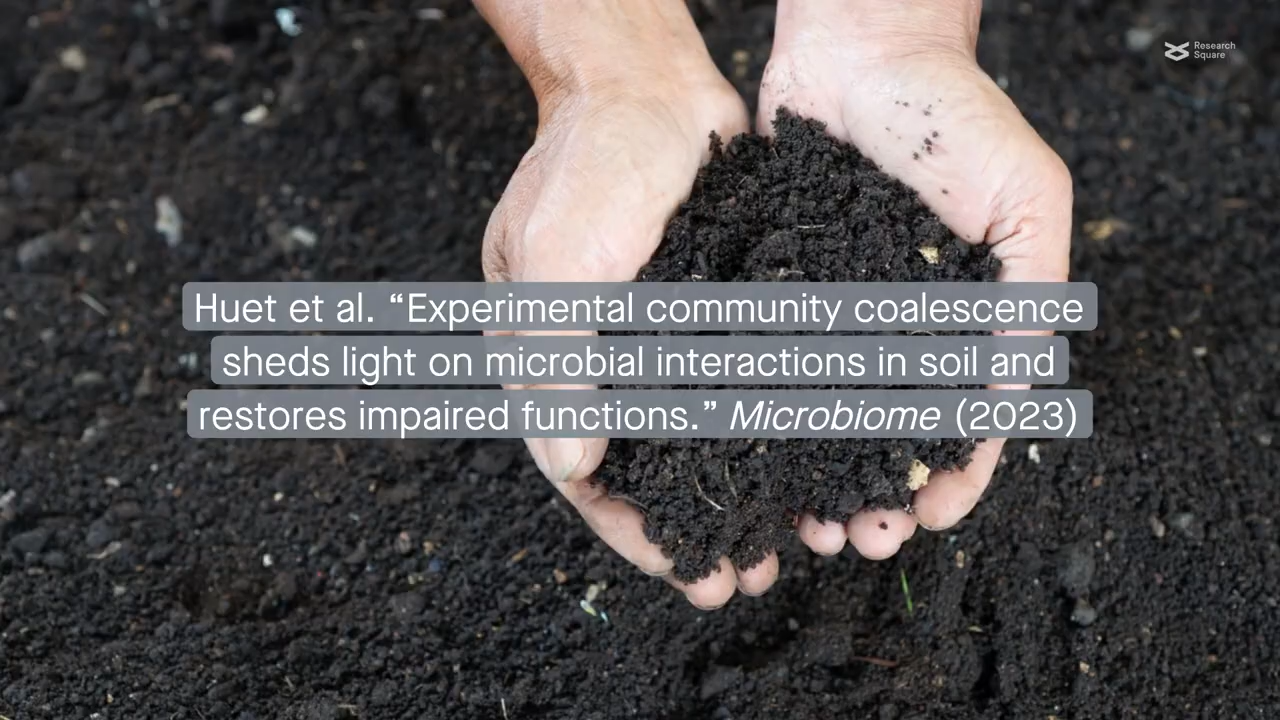 Research
Square
Huet et al. “Experimental community coalescence
sheds light on microbial interactions in soil and
restores impaired functions.” Microbiome (2023)